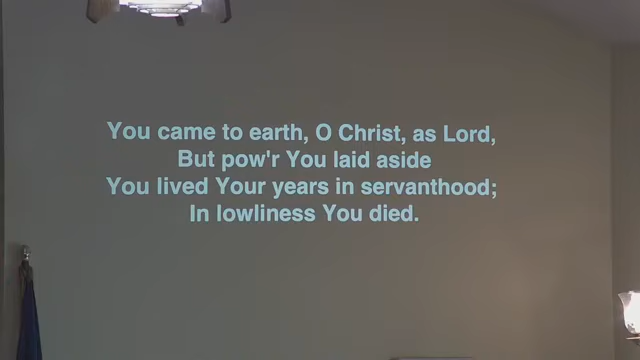 You came to earth, O Christ, as Lord,
But pow'r You laid aside
You lived Your years in servanthood;
In lowliness You died.